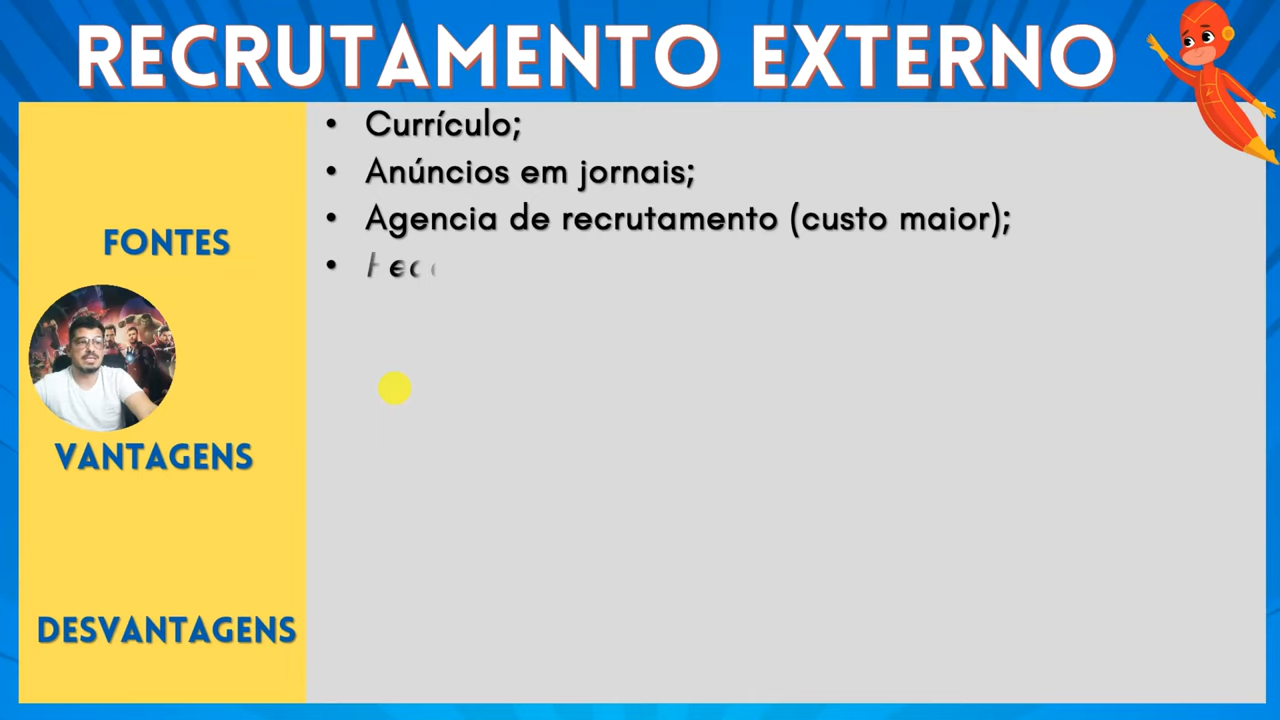 RECRUTAMENTO EXTERNO
FONTES
• Currículo;
• Anúncios em jornais;
• Agencia de recrutamento (custo maior);
VANTAGENS
DESVANTAGENS